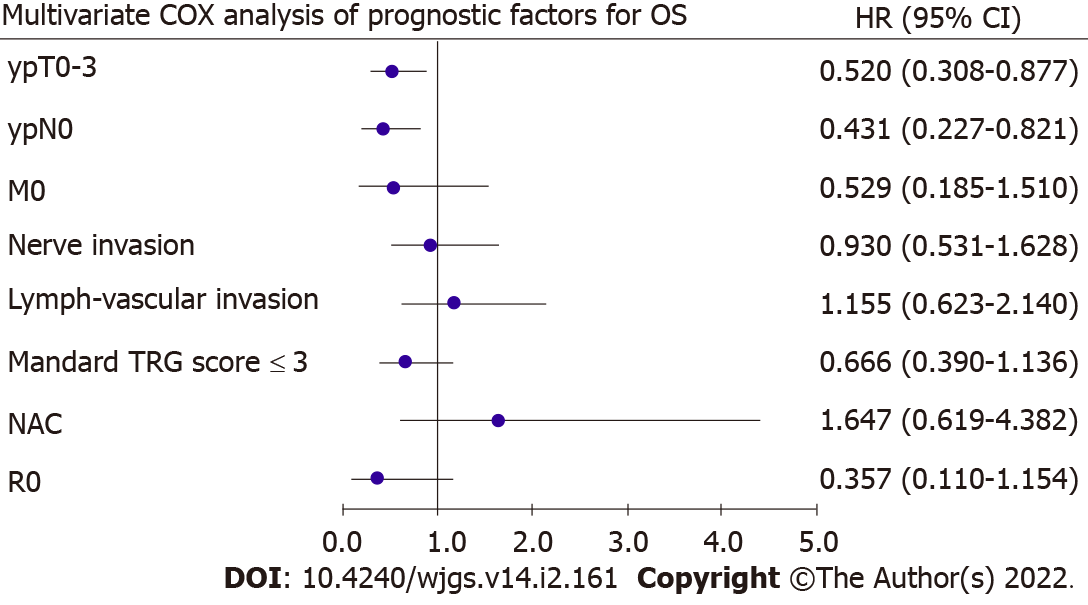 Multivariate COX analysis of prognostic factors for OS HR (95% CI)
ypT0-3 0.520 (0.308-0.877)
ypN0 0.431 (0.227-0.821)
M0 0.529 (0.185-1.510)
Nerve invasion 0.930 (0.531-1.628)
Lymph-vascular invasion 1.155 (0.623-2.140)
Mandard TRG score ≤ 3 0.666 (0.390-1.136)
NAC 1.647 (0.619-4.382)
R0 0.357 (0.110-1.154)
0.0 1.0 2.0 3.0 4.0 5.0
DOI: 10.4240/wjgs.v14.i2.161 Copyright ©The Author(s) 2022.